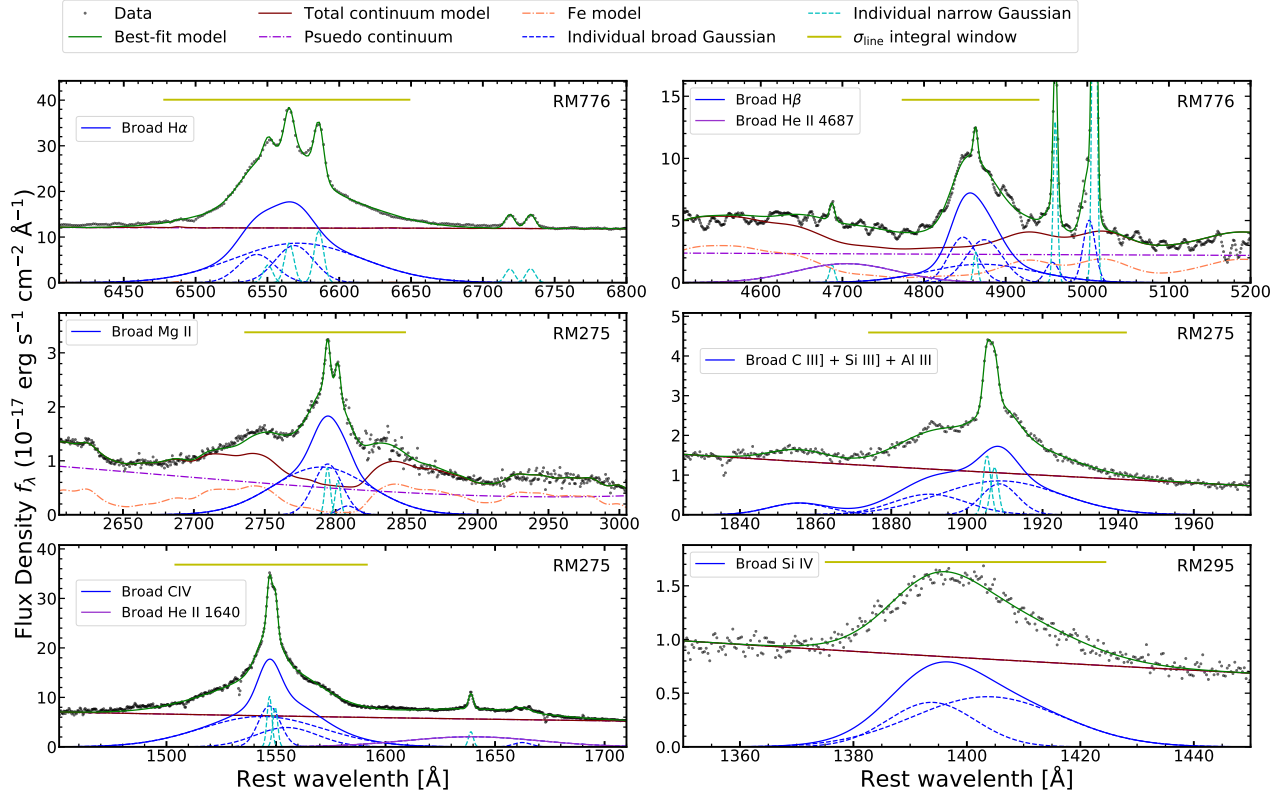 Data
Total continuum model
Fe model
Individual narrow Gaussian
Best-fit model
Psuedo continuum
Individual broad Gaussian
σline integral window
Flux Density fλ (10−17 erg s−1 cm−2 Å−1)
RM776
Broad Hα
40
30
20
10
0
6450 6500 6550 6600 6650 6700 6750 6800
RM776
Broad Hβ
Broad He II 4687
15
10
5
0
4600 4700 4800 4900 5000 5100 5200
RM275
Broad Mg II
3
2
1
0
2650 2700 2750 2800 2850 2900 2950 3000
RM275
Broad C III] + Si III] + Al III
5
4
3
2
1
0
1840 1860 1880 1900 1920 1940 1960
RM275
Broad CIV
Broad He II 1640
40
30
20
10
0
1500 1550 1600 1650 1700
Rest wavelenth [Å]
RM295
Broad Si IV
1.5
1.0
0.5
0.0
1360 1380 1400 1420 1440
Rest wavelenth [Å]